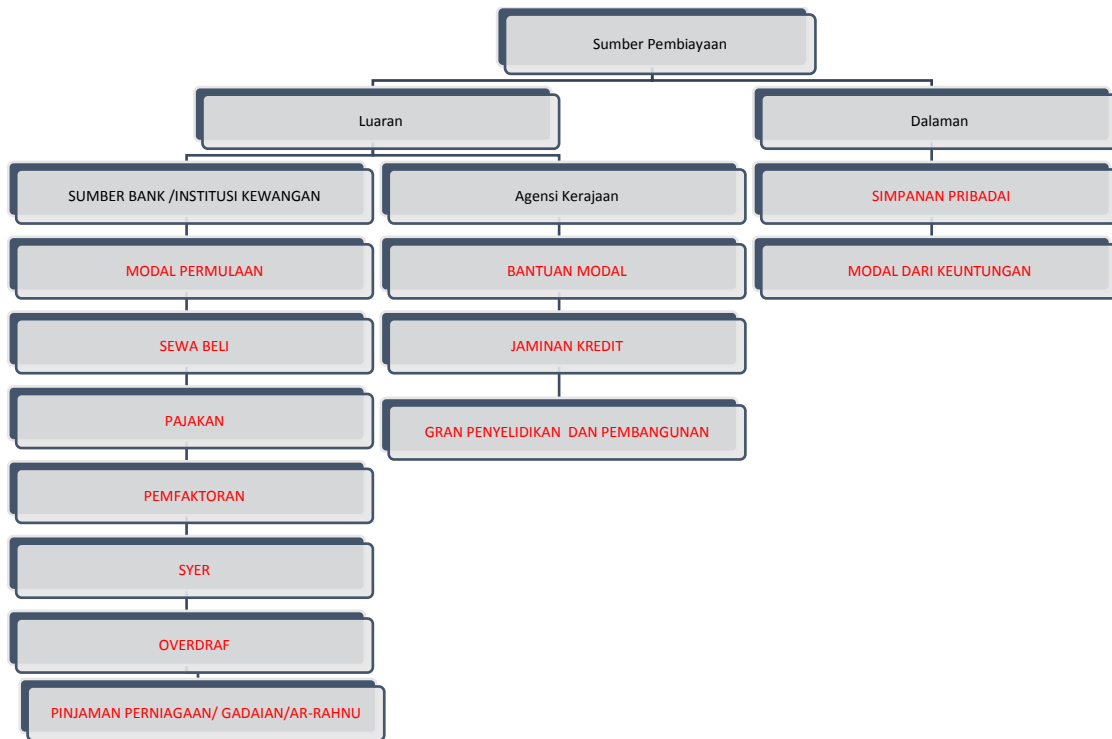 Sumber Pembiayaan
Luaran
Dalaman
SUMBER BANK /INSTITUSI KEWANGAN
Agensi Kerajaan
SIMPANAN PRIBADAI
MODAL PERMULAAN
BANTUAN MODAL
MODAL DARI KEUNTUNGAN
SEWA BELI
JAMINAN KREDIT
PAJAKAN
GRAN PENYELIDIKAN  DAN PEMBANGUNAN
PEMFAKTORAN
SYER
OVERDRAF
PINJAMAN PERNIAGAAN/ GADAIAN/AR-RAHNU